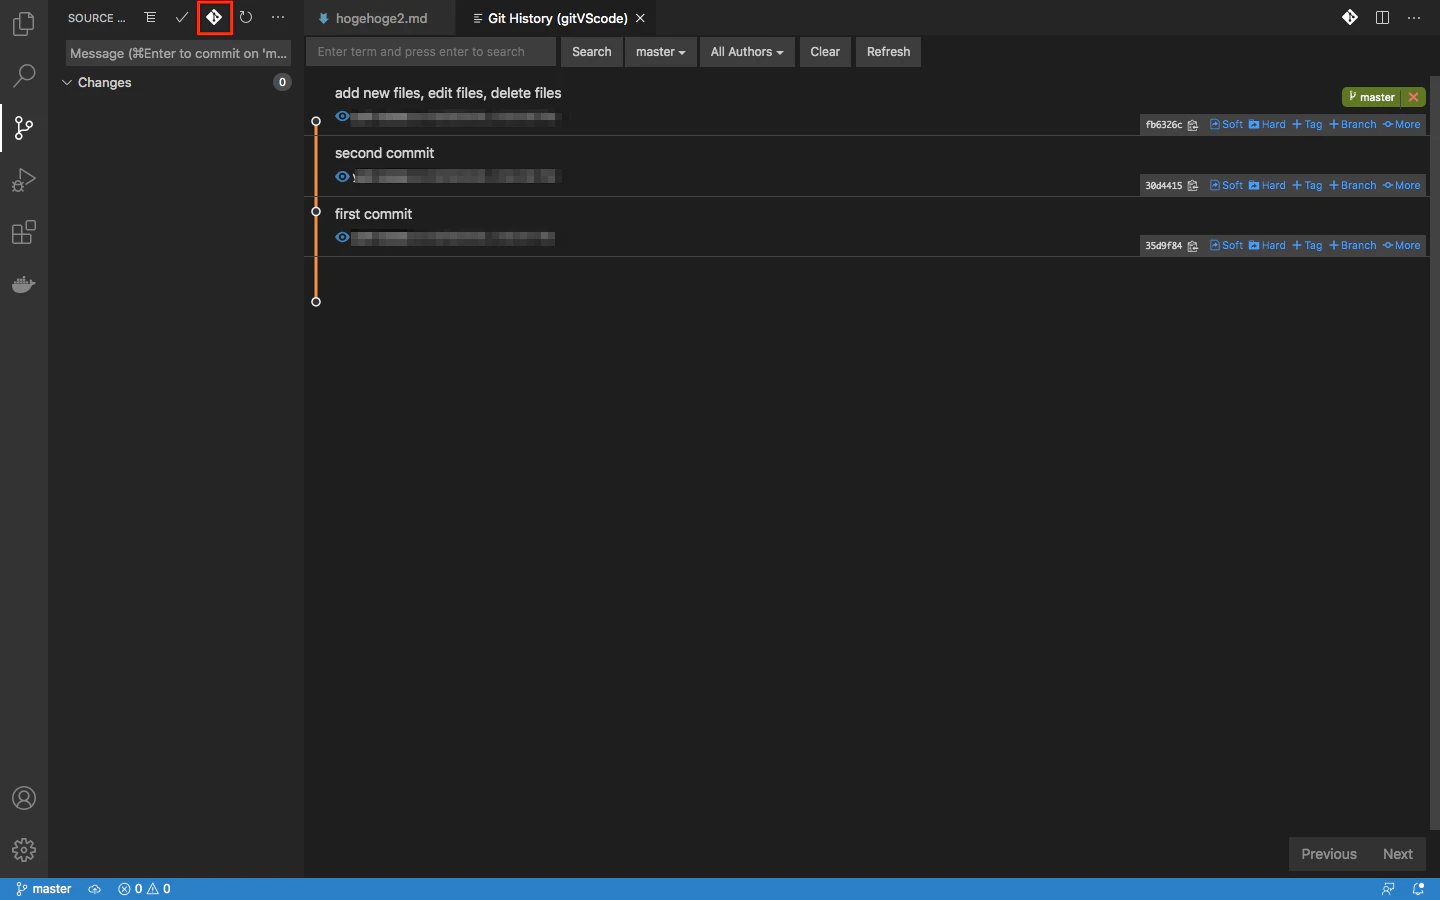 SOURCE ...
Message (⌘Enter to commit on 'm...
Changes
0
hogehoge2.md
Git History (gitVScode)
Enter term and press enter to search
Search
master
All Authors
Clear
Refresh
add new files, edit files, delete files
master
fb6326c Soft Hard + Tag + Branch More
second commit
30d4415 Soft Hard + Tag + Branch More
first commit
35d9f84 Soft Hard + Tag + Branch More
Previous
Next
master
0
0